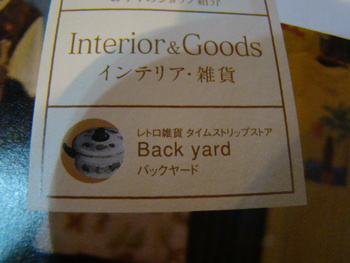 Interior&Goods
インテリア・雑貨
レトロ雑貨 タイムストリップストア
Back yard
バックヤード